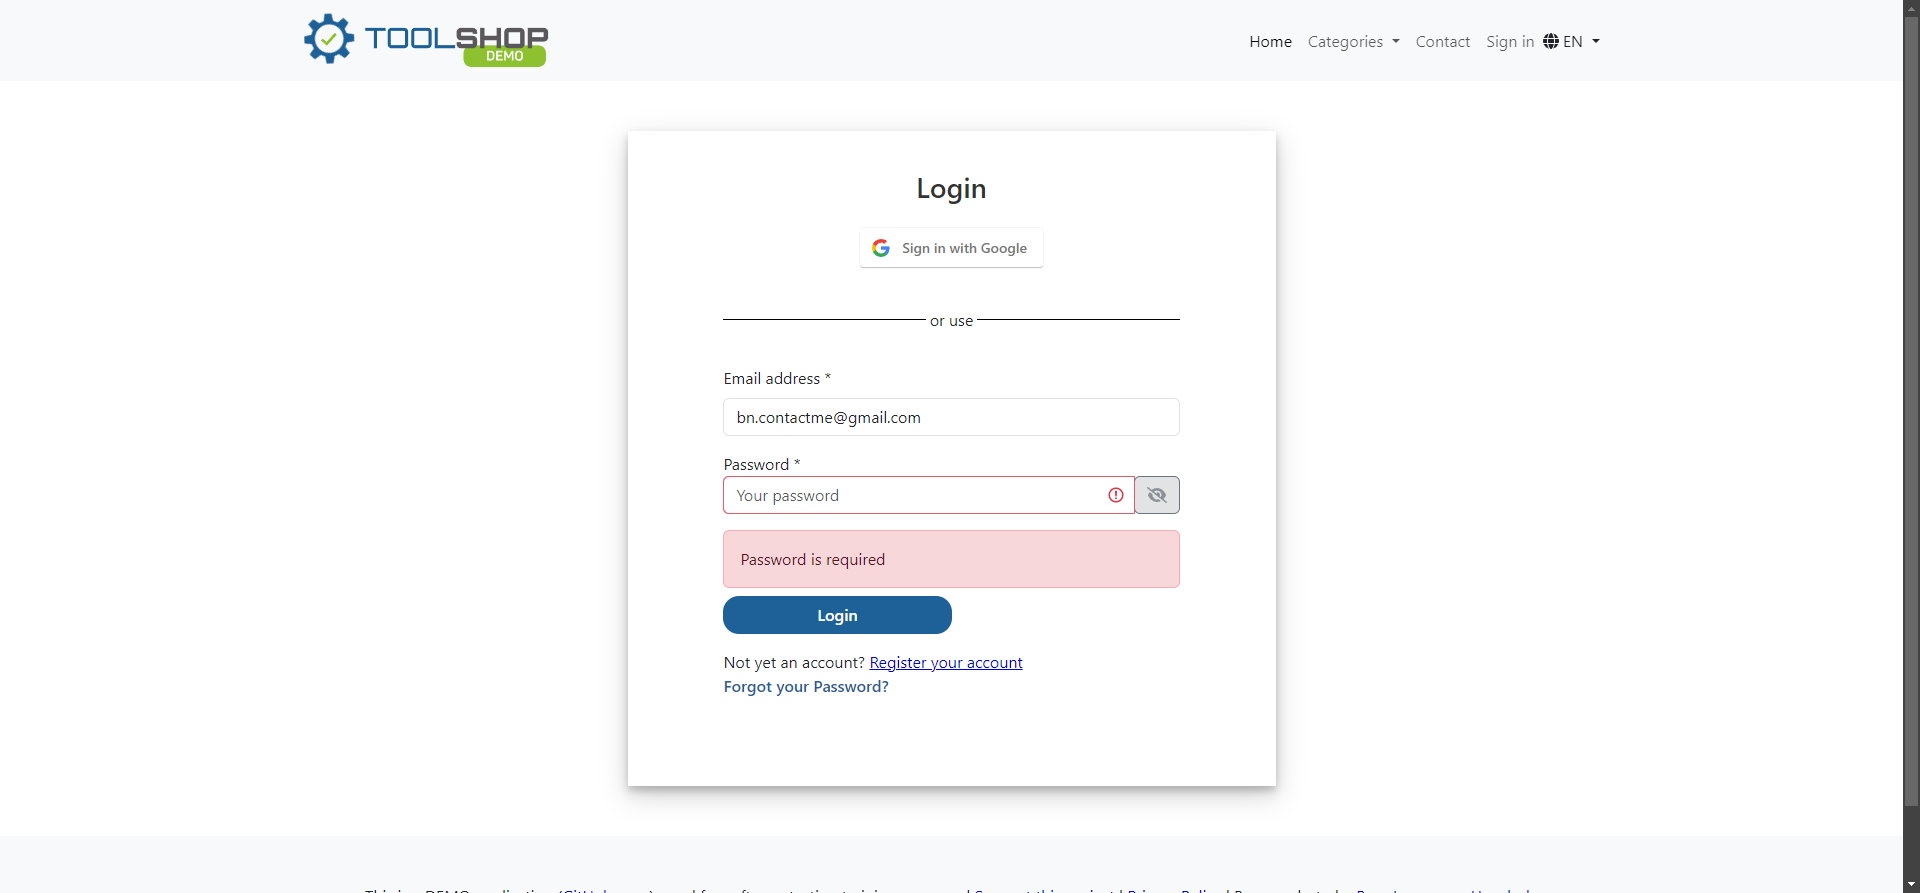 TOOLSHOP
DEMO
Home Categories Contact Sign in EN
Login
Sign in with Google
or use
Email address *
bn.contactme@gmail.com
Password *
Your password
Password is required
Login
Not yet an account? Register your account
Forgot your Password?